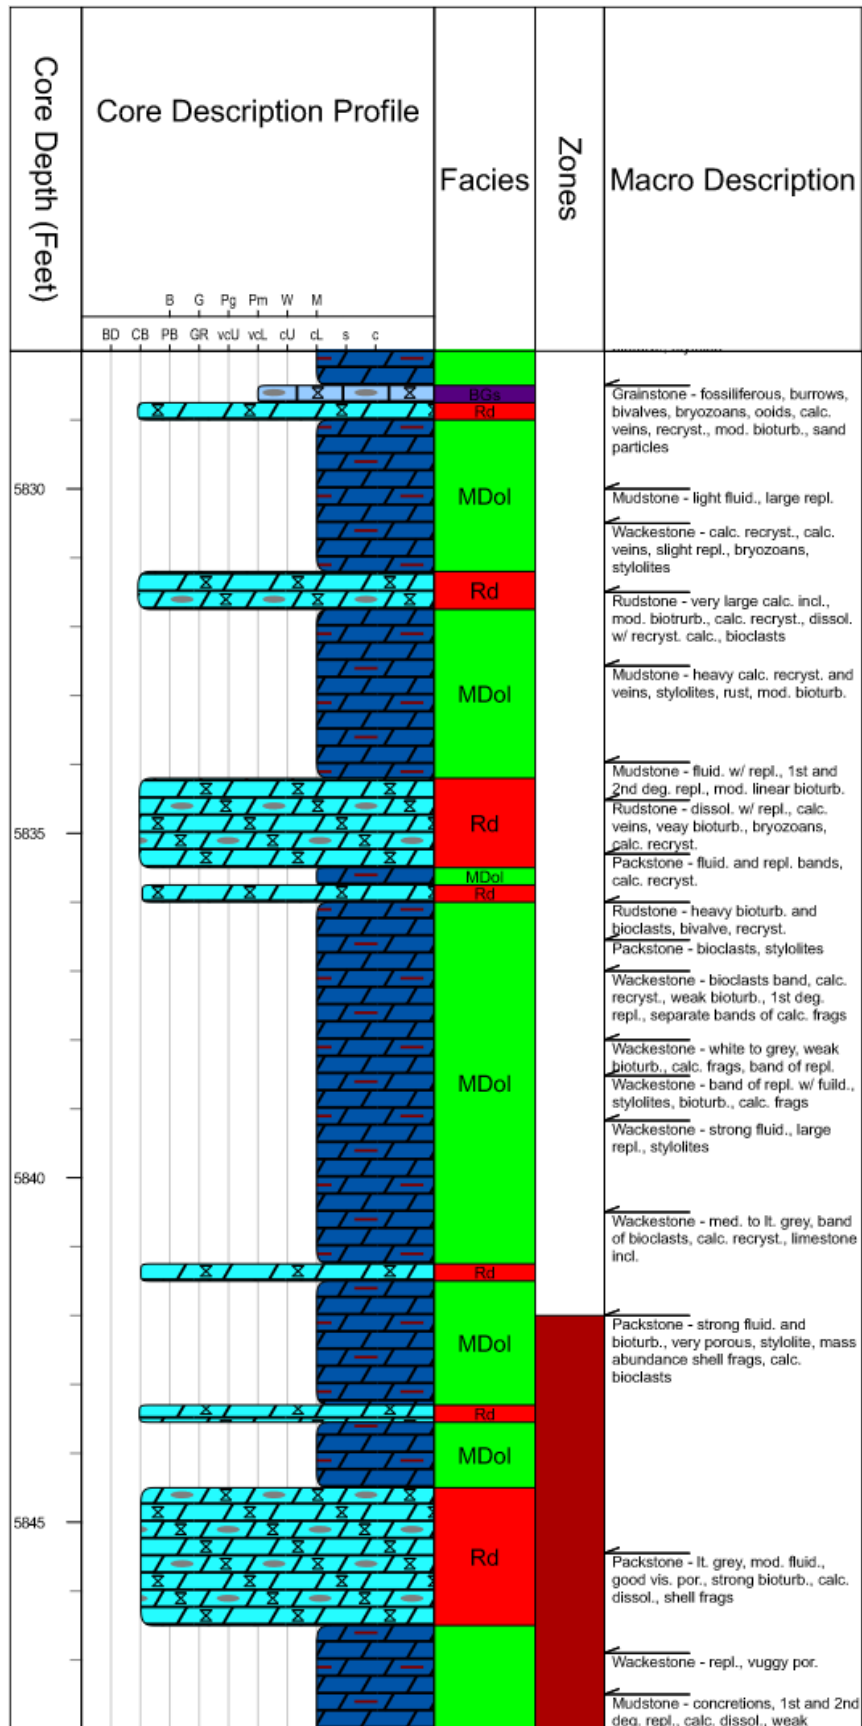 Core Depth (Feet)
Core Description Profile
Facies
Zones
Macro Description
B G Pg Pm W M
BD CB PB GR vcU vcL cU cL s c
BGs
Grainstone - fossiliferous, burrows,
bivalves, bryozoans, ooids, calc.
veins, recryst., mod. bioturb., sand
particles
Rd
5830
MDol
Mudstone - light fluid., large repl.
Wackestone - calc. recryst., calc.
veins, slight repl., bryozoans,
stylolites
Rd
Rudstone - very large calc. incl.,
mod. biotrurb., calc. recryst., dissol.
w/ recryst. calc., bioclasts
MDol
Mudstone - heavy calc. recryst. and
veins, stylolites, rust, mod. bioturb.
Mudstone - fluid. w/ repl., 1st and
2nd deg. repl., mod. linear bioturb.
5835
Rd
Rudstone - dissol. w/ repl., calc.
veins, veay bioturb., bryozoans,
calc. recryst.
Packstone - fluid. and repl. bands,
calc. recryst.
MDol
Rd
Rudstone - heavy bioturb. and
bioclasts, bivalve, recryst.
Packstone - bioclasts, stylolites
Wackestone - bioclasts band, calc.
recryst., weak bioturb., 1st deg.
repl., separate bands of calc. frags
MDol
Wackestone - white to grey, weak
bioturb., calc. frags, band of repl.
Wackestone - band of repl. w/ fuild.,
stylolites, bioturb., calc. frags
Wackestone - strong fluid., large
repl., stylolites
5840
Wackestone - med. to lt. grey, band
of bioclasts, calc. recryst., limestone
incl.
Rd
MDol
Packstone - strong fluid. and
bioturb., very porous, stylolite, mass
abundance shell frags, calc.
bioclasts
Rd
MDol
5845
Rd
Packstone - lt. grey, mod. fluid.,
good vis. por., strong bioturb., calc.
dissol., shell frags
Wackestone - repl., vuggy por.
Mudstone - concretions, 1st and 2nd
deg. repl., calc. dissol., weak